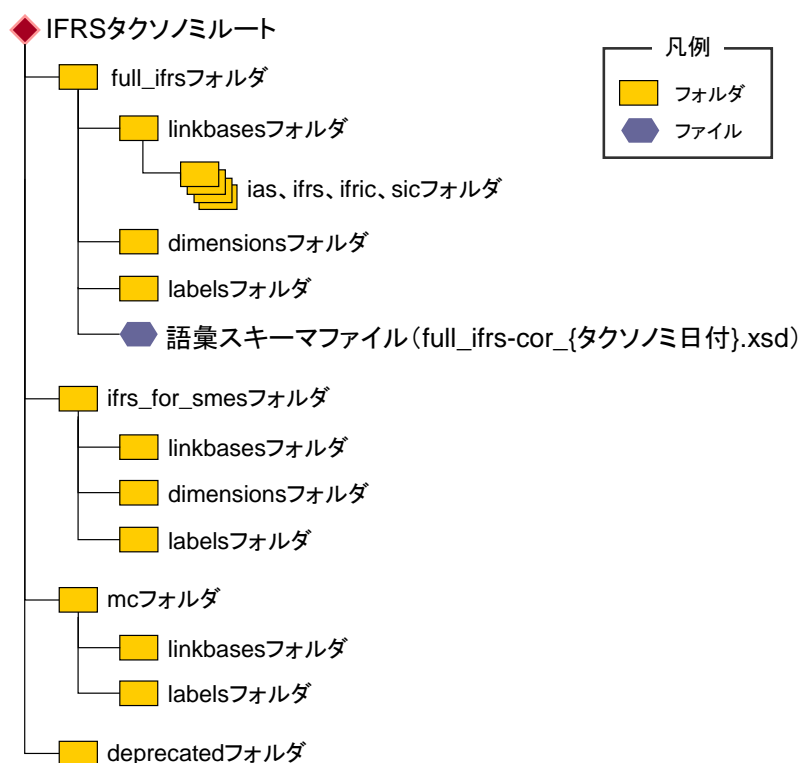 IFRSタクソノミルート
凡例
フォルダ
ファイル
full_ifrsフォルダ
linkbasesフォルダ
ias、ifrs、ifric、sicフォルダ
dimensionsフォルダ
labelsフォルダ
語彙スキーマファイル（full_ifrs-cor_{タクソノミ日付}.xsd）
ifrs_for_smesフォルダ
linkbasesフォルダ
dimensionsフォルダ
labelsフォルダ
mcフォルダ
linkbasesフォルダ
labelsフォルダ
deprecatedフォルダ